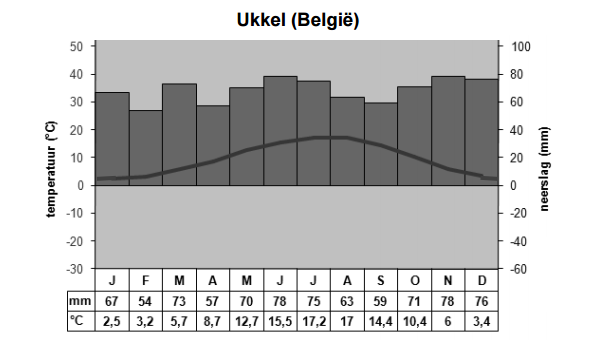 Ukkel (België)
50 100
40 80
30 60
20 40
10 20
0 0
-10 -20
-20 -40
-30 -60
temperatuur (°C)
neerslag (mm)
J F M A M J J A S O N D
mm 67 54 73 57 70 78 75 63 59 71 78 76
°C 2,5 3,2 5,7 8,7 12,7 15,5 17,2 17 14,4 10,4 6 3,4